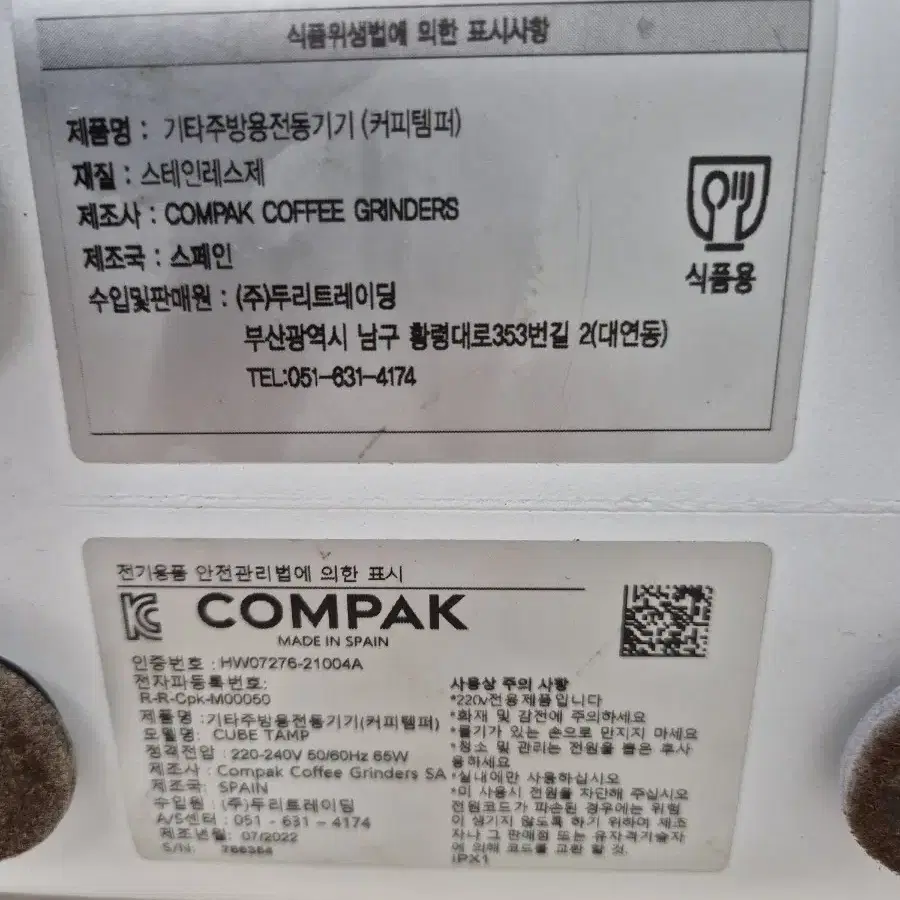 식품위생법에 의한 표시사항
제품명 : 기타주방용전동기기 (커피템퍼)
재질 : 스테인레스제
제조사 : COMPAK COFFEE GRINDERS
제조국 : 스페인
수입및판매원 : (주)두리트레이딩
부산광역시 남구 황령대로353번길 2(대연동)
TEL:051-631-4174
식품용
전기용품 안전관리법에 의한 표시
COMPAK
MADE IN SPAIN
인증번호 : HW07276-21004A
전자파등록번호:
R-R-Cpk-M00050
제품명 : 기타주방용전동기기(커피템퍼)
모델명: CUBE TAMP
정격전압 : 220-240V 50/60Hz 65W
제조사 : Compak Coffee Grinders SA
제조국: SPAIN
수입원 : (주)두리트레이딩
A/S센터 : 051 - 631 - 4174
제조년월: 07/2022
S/N: 786364
사용상 주의 사항
*220v전용제품입니다
*화재 및 감전에 주의하세요
*물기가 있는 손으로 만지지 마세요
*청소 및 관리는 전원을 뽑은 후사
용하세요
*실내에만 사용하십시오
*미 사용시 전원을 차단해 주십시오
전원코드가 파손된 경우에는 위험
이 생기지 않도록 하기 위하여 제조
자나 그 판매점 또는 유자격기술자
에 의해 코드를 교환 할 것.
IPX1